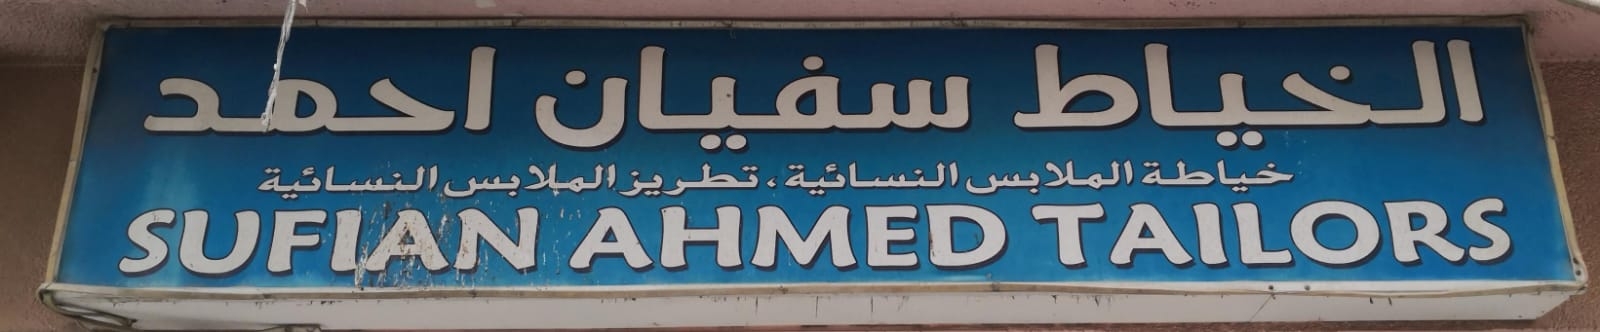 الخياط سفيان احمد
خياطة الملابس النسائية ، تطريز الملابس النسائية
SUFIAN AHMED TAILORS